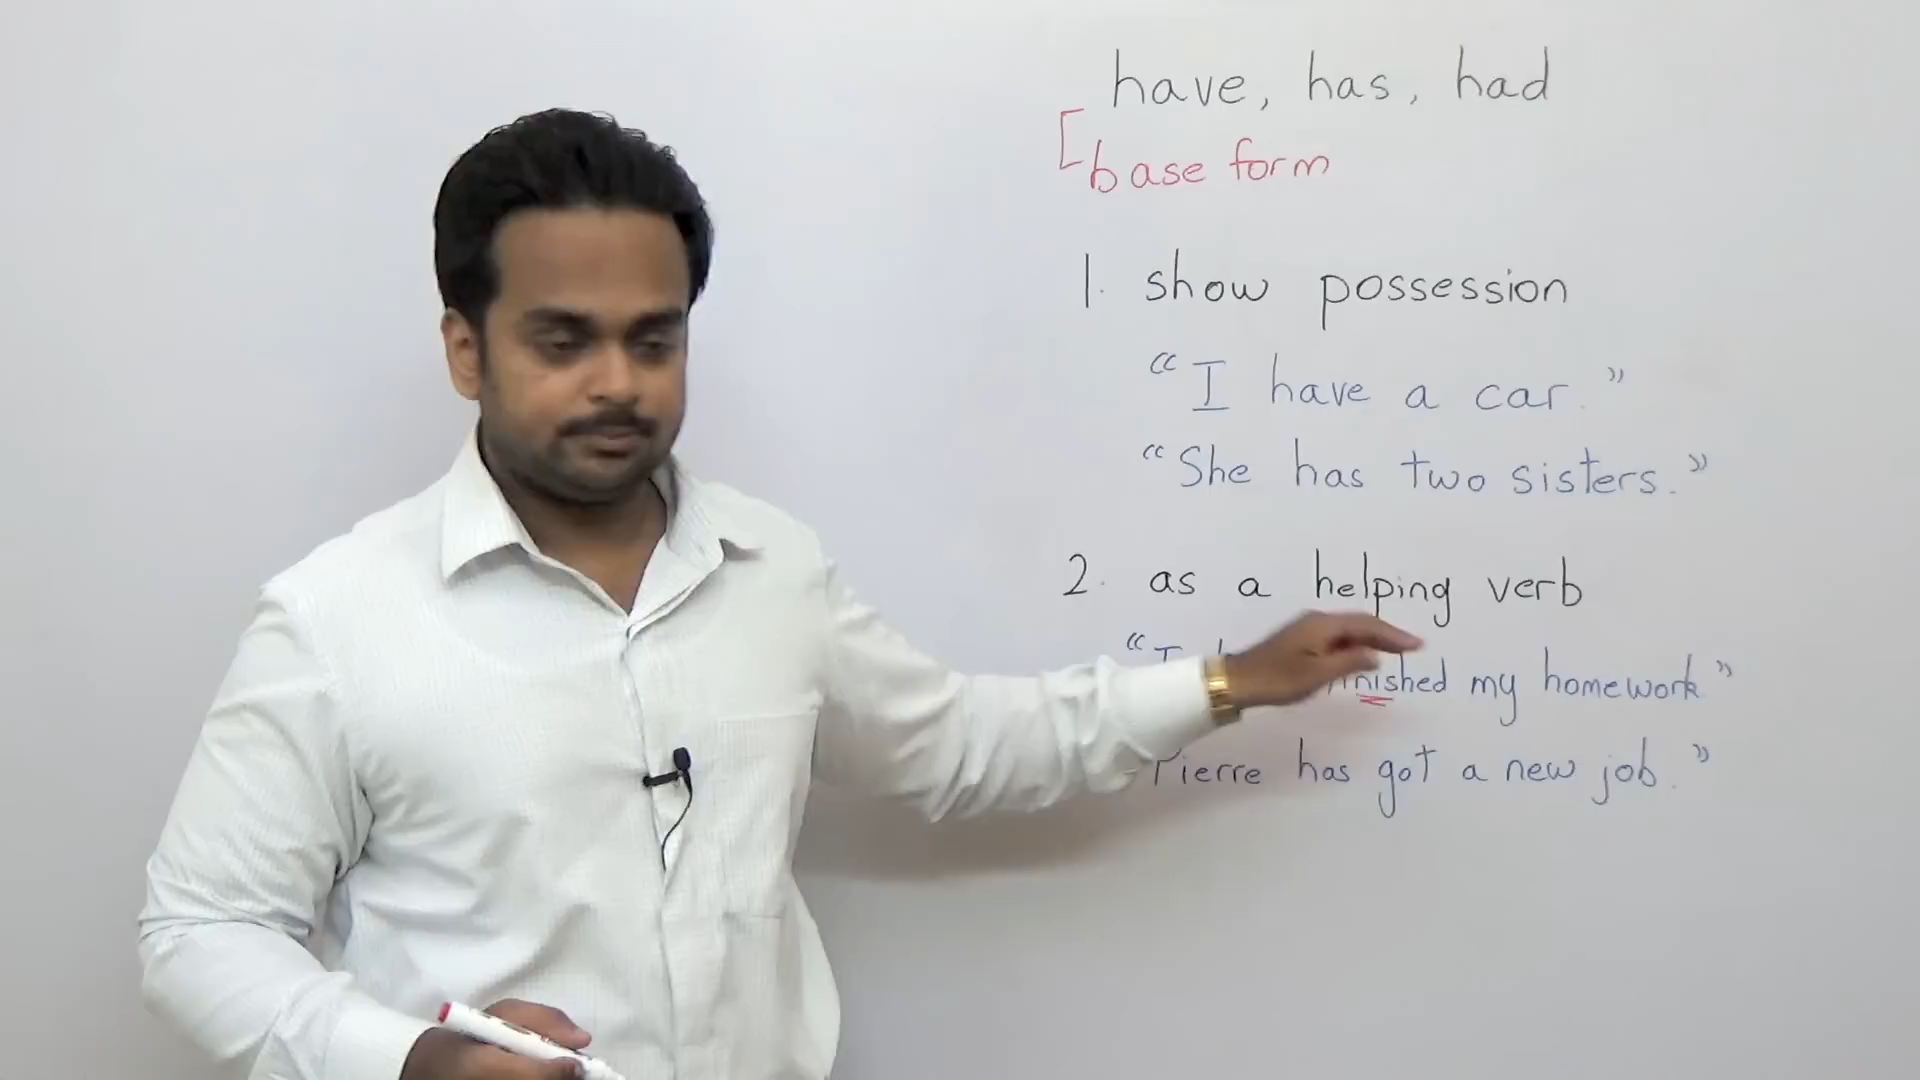 have, has, had
base form
1. show possession
"I have a car."
"She has two sisters."
2. as a helping verb
"I finished my homework"
Pierre has got a new job."